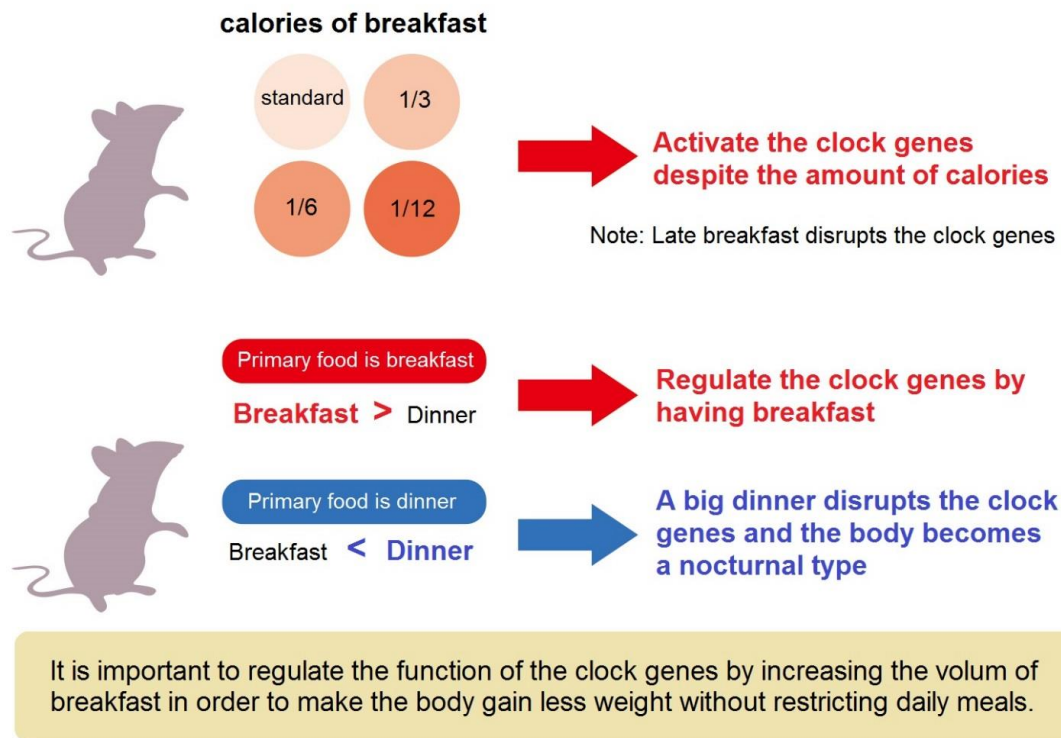 calories of breakfast
standard
1/3
1/6
1/12
Activate the clock genes
despite the amount of calories
Note: Late breakfast disrupts the clock genes
Primary food is breakfast
Breakfast > Dinner
Regulate the clock genes by
having breakfast
Primary food is dinner
Breakfast < Dinner
A big dinner disrupts the clock
genes and the body becomes
a nocturnal type
It is important to regulate the function of the clock genes by increasing the volum of
breakfast in order to make the body gain less weight without restricting daily meals.